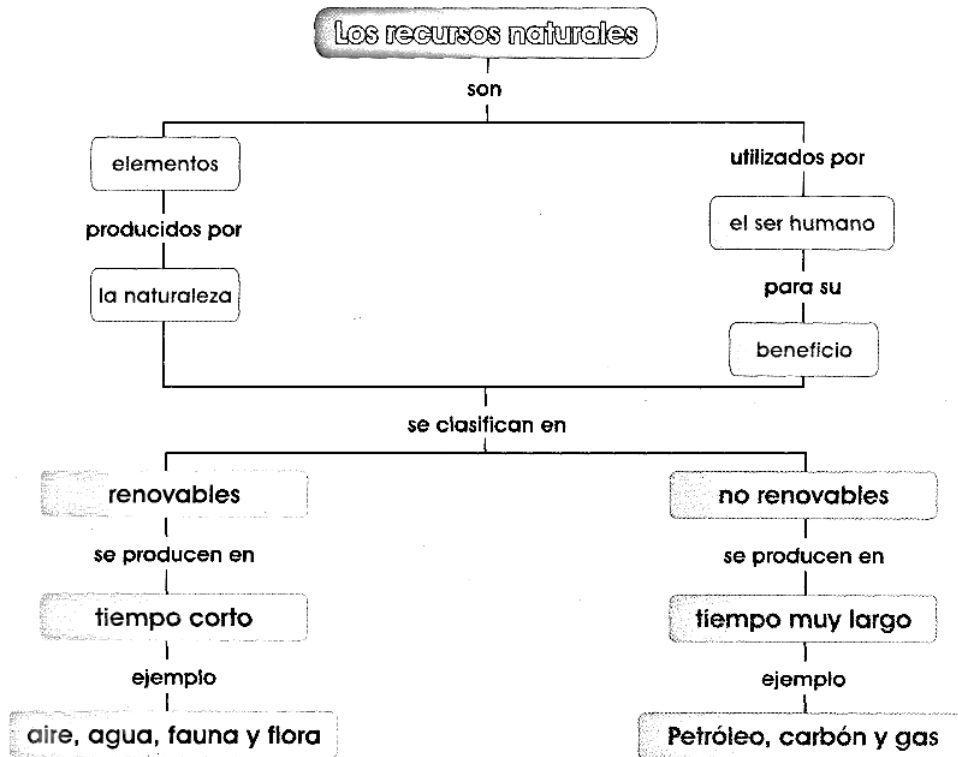 Los recursos naturales
son
elementos
producidos por
la naturaleza
utilizados por
el ser humano
para su
beneficio
se clasifican en
renovables
se producen en
tiempo corto
ejemplo
aire, agua, fauna y flora
no renovables
se producen en
tiempo muy largo
ejemplo
Petróleo, carbón y gas